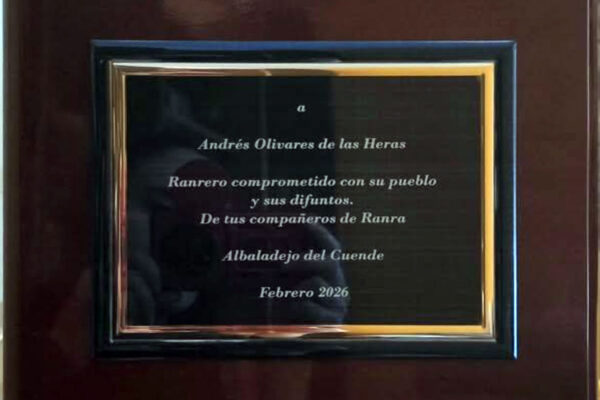 a
Andrés Olivares de las Heras
Ranrero comprometido con su pueblo
y sus difuntos.
De tus compañeros de Ranra
Albaladejo del Cuende
Febrero 2026